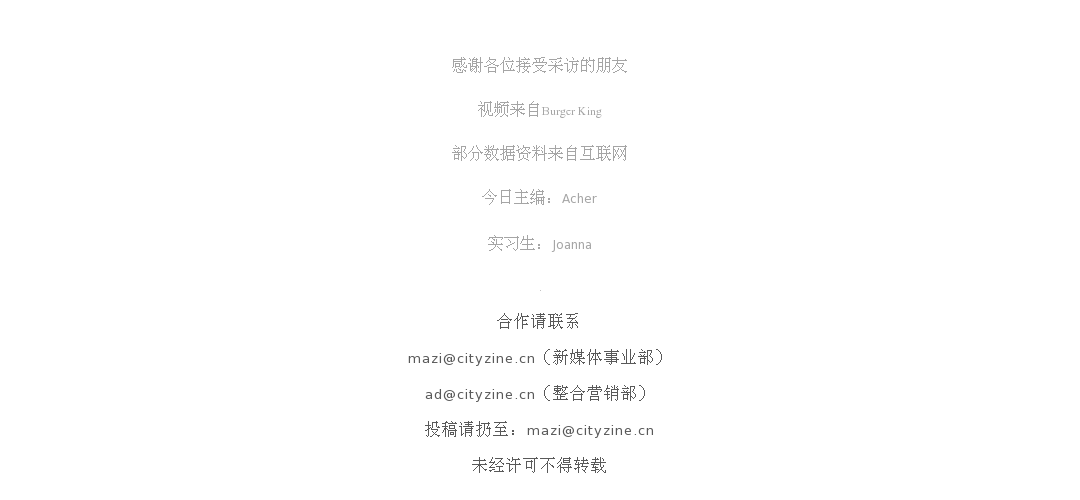 感谢各位接受采访的朋友
视频来自Burger King
部分数据资料来自互联网
今日主编：Acher
实习生：Joanna
.
合作请联系
mazi@cityzine.cn（新媒体事业部）
ad@cityzine.cn（整合营销部）
投稿请扔至：mazi@cityzine.cn
未经许可不得转载